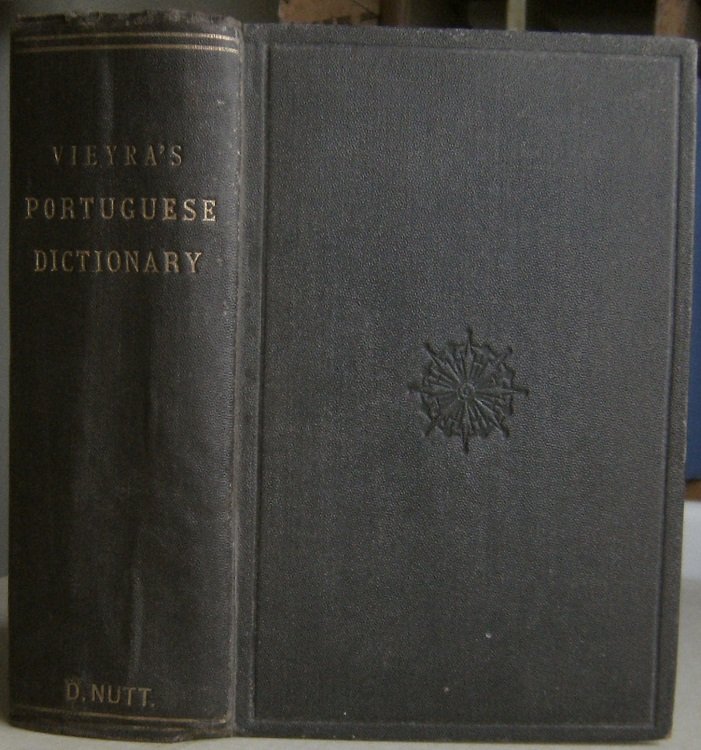 VIEYRA'S
PORTUGUESE
DICTIONARY
D. NUTT.